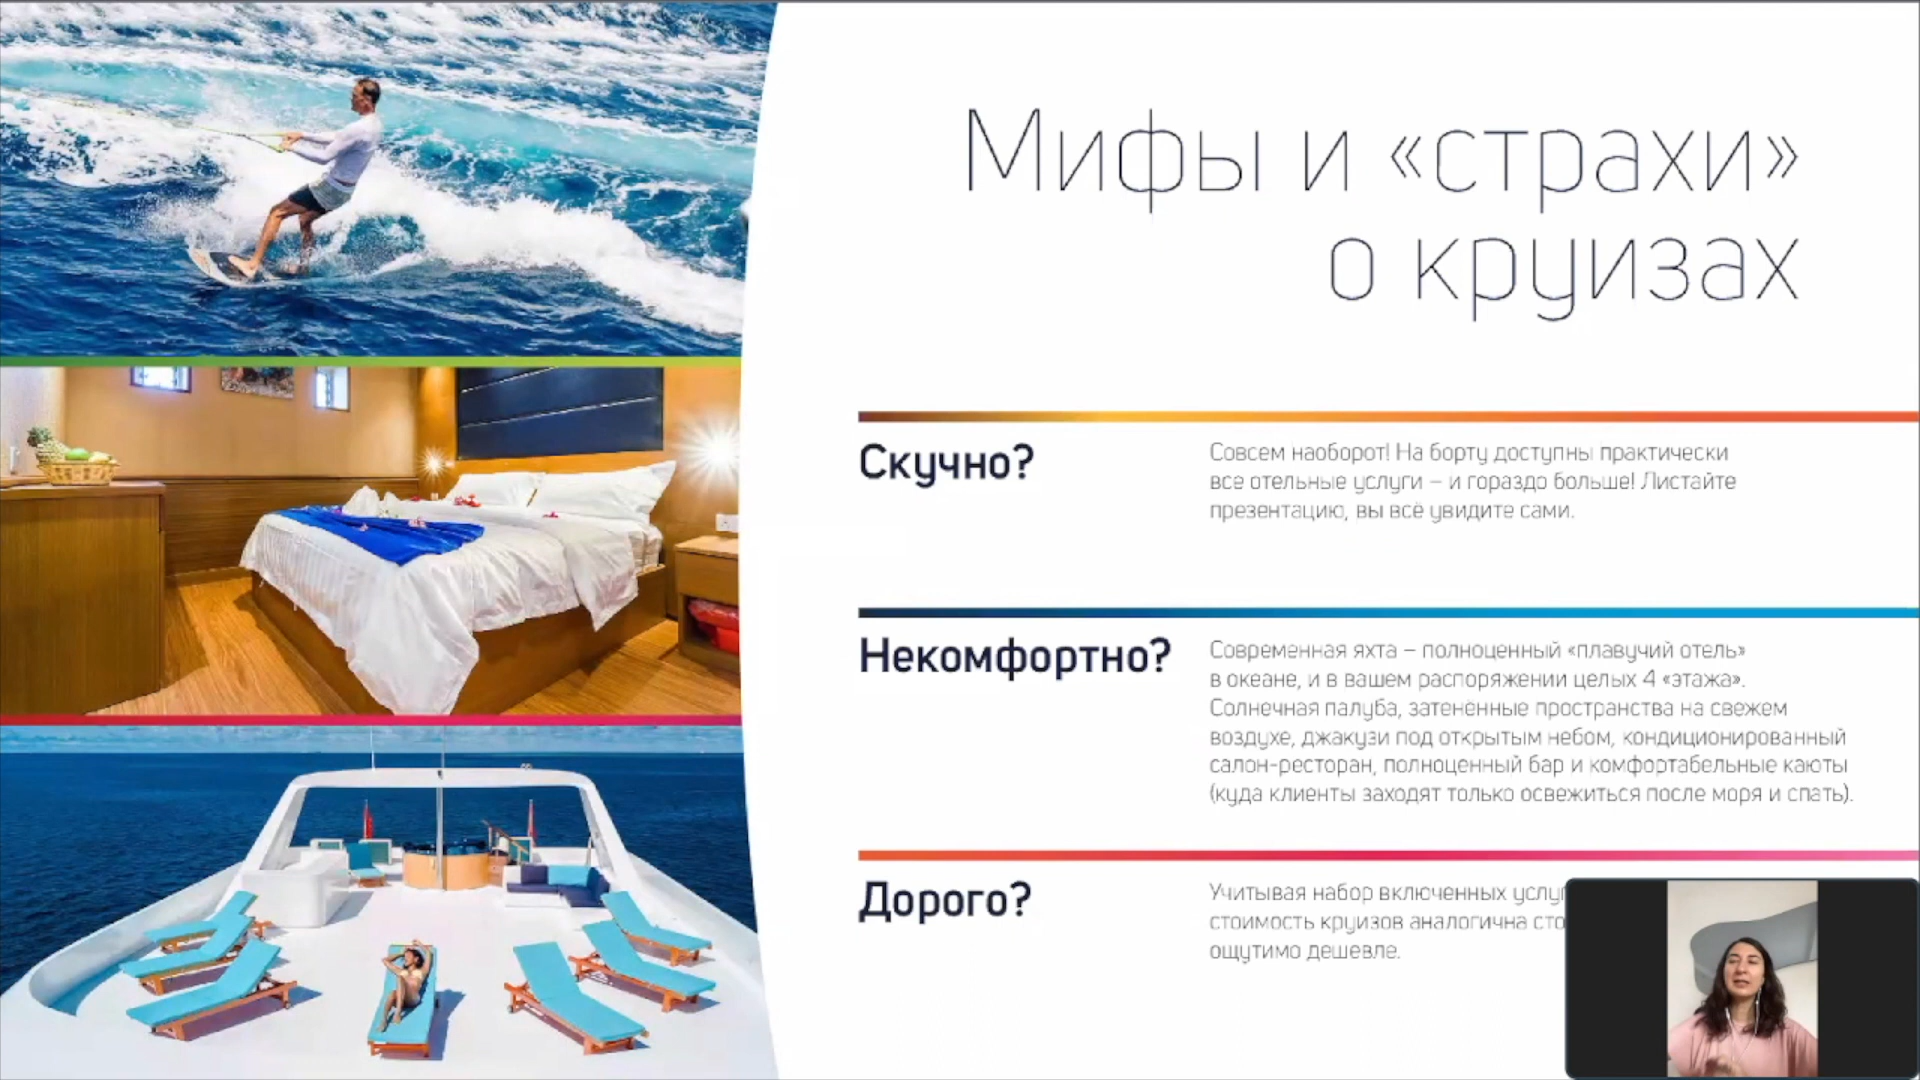 Мифы и «страхи»
о круизах
Скучно?
Совсем наоборот! На борту доступны практически
все отельные услуги – и гораздо больше! Листайте
презентацию, вы всё увидите сами.
Некомфортно?
Современная яхта – полноценный «плавучий отель»
в океане, и в вашем распоряжении целых 4 «этажа».
Солнечная палуба, затенённые пространства на свежем
воздухе, джакузи под открытым небом, кондиционированный
салон-ресторан, полноценный бар и комфортабельные каюты
(куда клиенты заходят только освежиться после моря и спать).
Дорого?
Учитывая набор включенных
стоимость круизов аналогична
ощутимо дешевле.